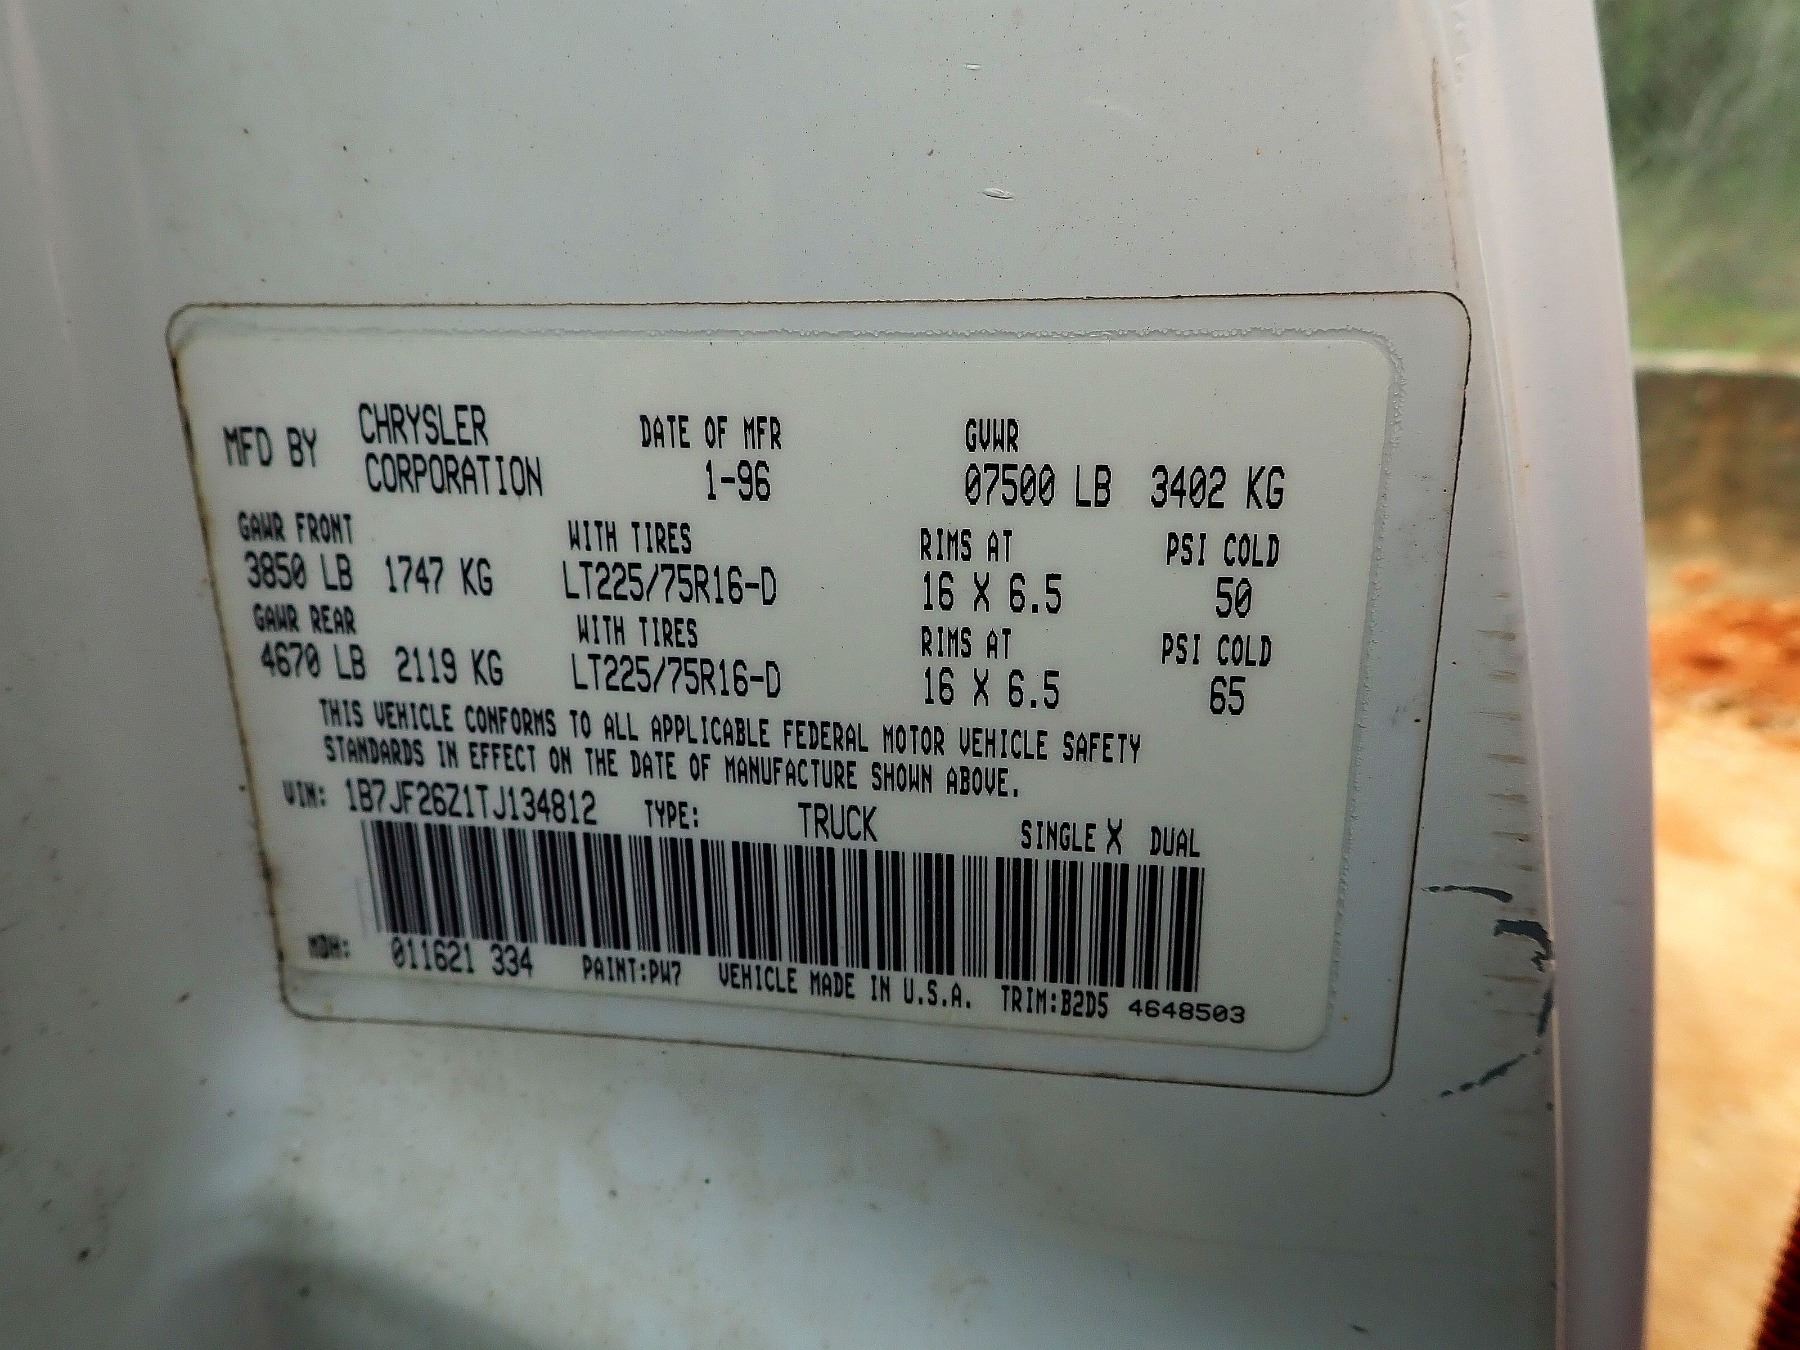 MFD BY CHRYSLER CORPORATION DATE OF MFR 1-96 GVWR 07500 LB 3402 KG
GAWR FRONT WITH TIRES RIMS AT PSI COLD
3850 LB 1747 KG LT225/75R16-D 16 X 6.5 50
GAWR REAR WITH TIRES RIMS AT PSI COLD
4670 LB 2119 KG LT225/75R16-D 16 X 6.5 65
THIS VEHICLE CONFORMS TO ALL APPLICABLE FEDERAL MOTOR VEHICLE SAFETY
STANDARDS IN EFFECT ON THE DATE OF MANUFACTURE SHOWN ABOVE.
VIN: 1B7JF26Z1TJ134812 TYPE: TRUCK SINGLE X DUAL
MDH: 011621 334 PAINT:PW7 VEHICLE MADE IN U.S.A. TRIM:B2D5 4648503